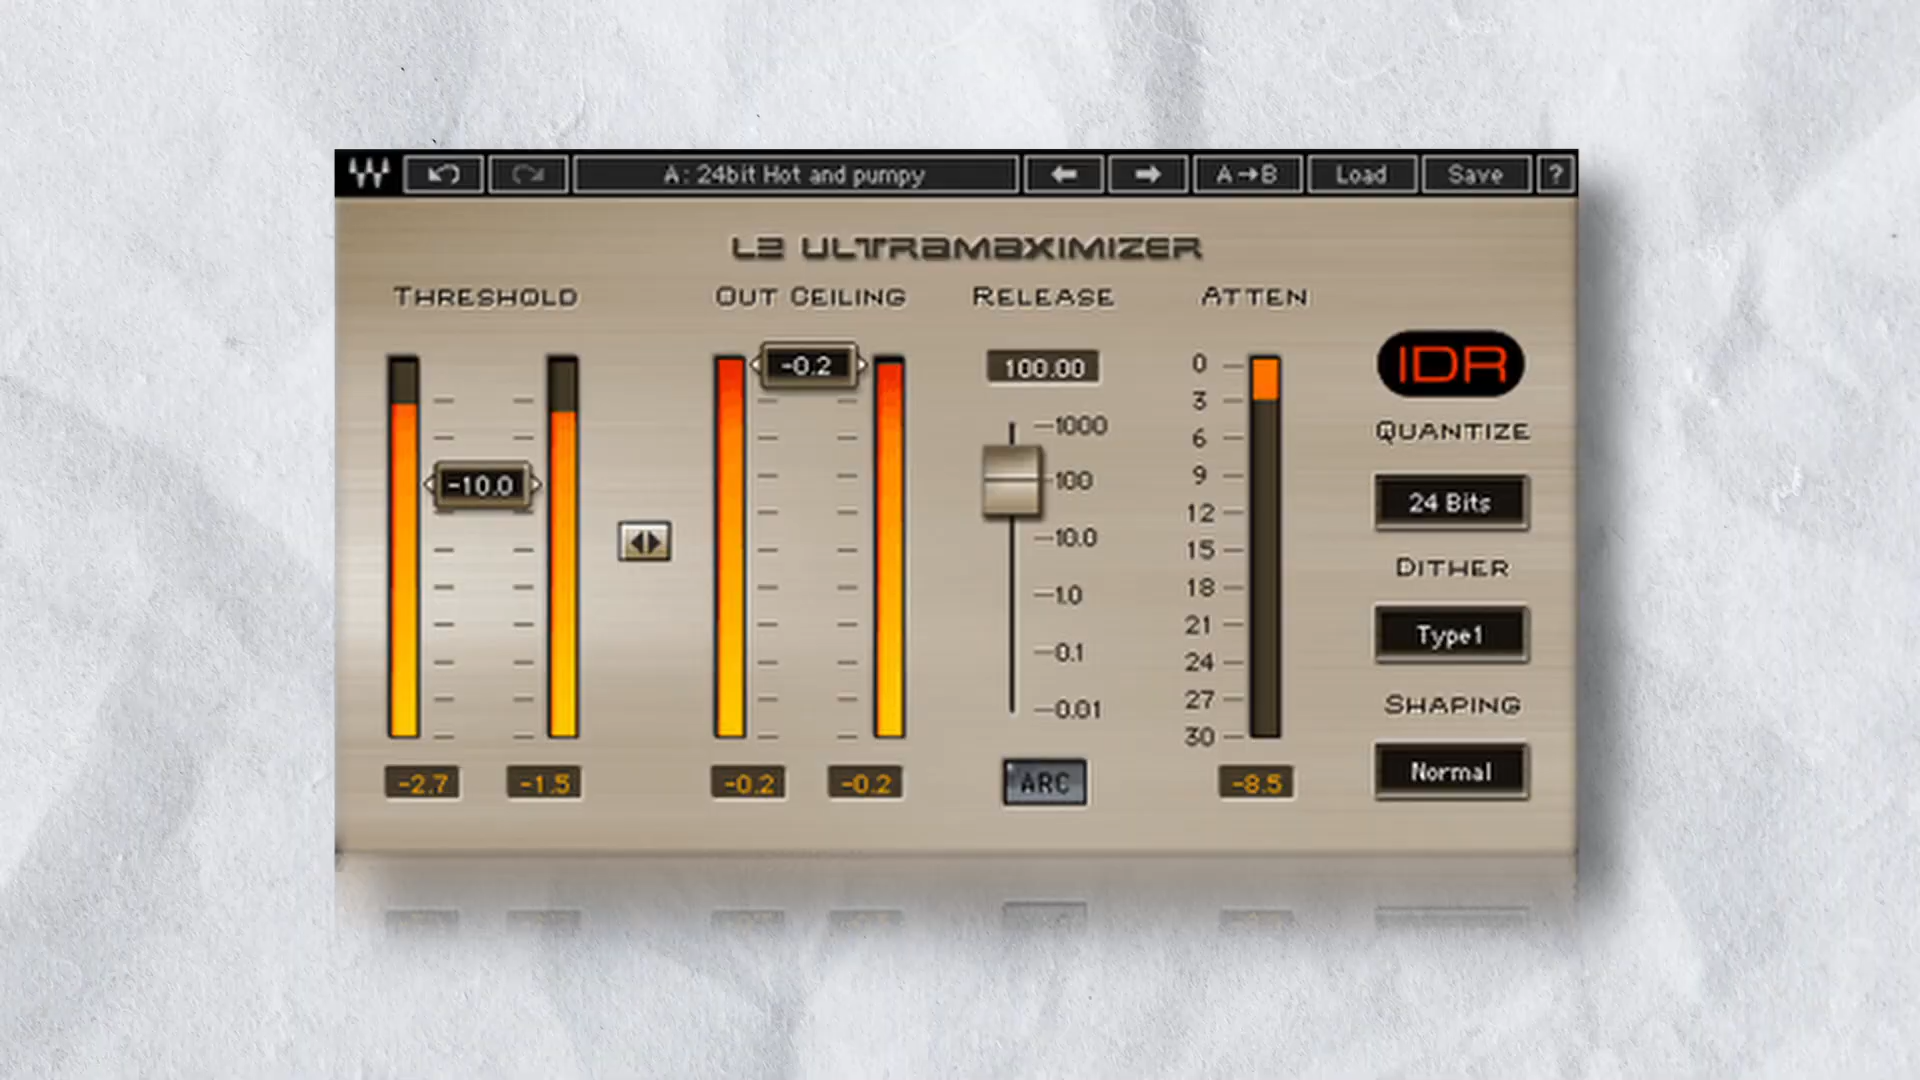 A: 24bit Hot and pumpy
A→B
Load
Save
?
L2 ULTRAMAXIMIZER
THRESHOLD
OUT CEILING
RELEASE
ATTEN
-10.0
-0.2
100.00
1000
100
10.0
1.0
0.1
0.01
0
3
6
9
12
15
18
21
24
27
30
IDR
QUANTIZE
24 Bits
DITHER
Type1
SHAPING
Normal
-2.7
-1.5
-0.2
-0.2
ARC
-8.5